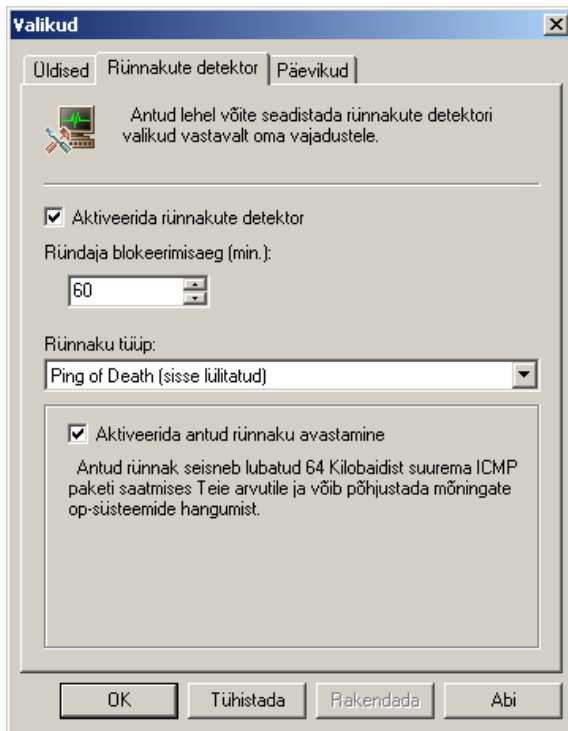 Valikud
Üldised Rünnakute detektor Päevikud
Antud lehel võite seadistada rünnakute detektori
valikud vastavalt oma vajadustele.
Aktiveerida rünnakute detektor
Ründaja blokeerimisaeg (min.):
60
Rünnaku tüüp:
Ping of Death (sisse lülitatud)
Aktiveerida antud rünnaku avastamine
Antud rünnak seisneb lubatud 64 Kilobaidist suurema ICMP
paketi saatmises Teie arvutile ja võib põhjustada mõningate
op-süsteemide hangumist.
OK Tühistada Rakendada Abi